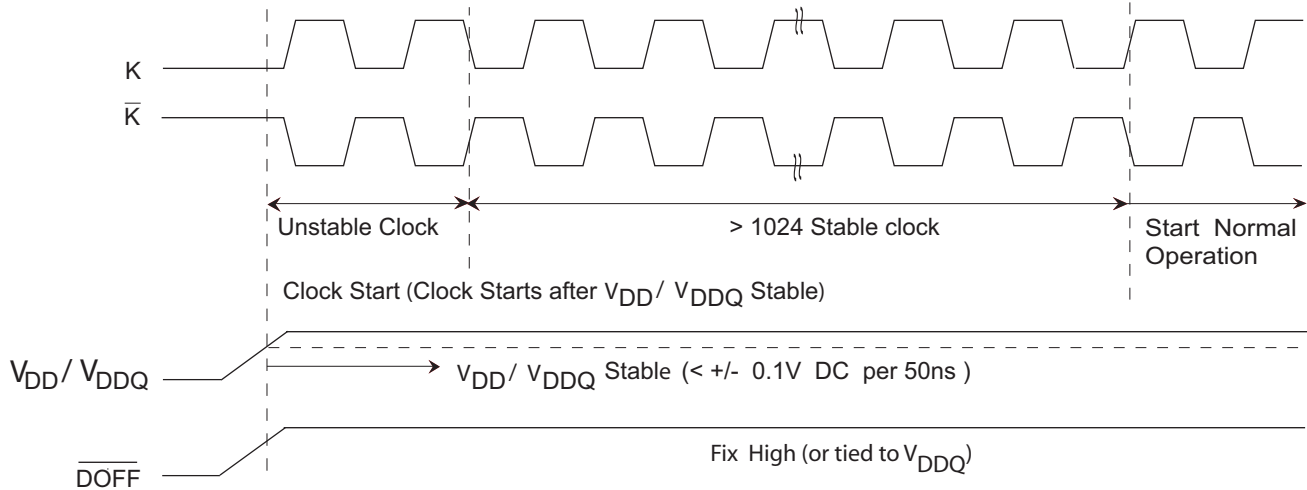 K
K̅
Unstable Clock
> 1024 Stable clock
Start Normal
Operation
Clock Start (Clock Starts after VDD/ VDDQ Stable)
VDD/ VDDQ
VDD/ VDDQ Stable (< +/- 0.1V DC per 50ns )
Fix High (or tied to VDDQ)
D̅O̅F̅F̅